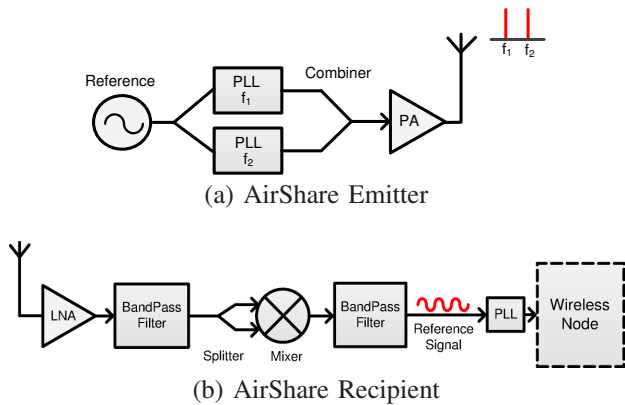 Reference
PLL
f1
PLL
f2
Combiner
PA
f1 f2
(a) AirShare Emitter
LNA
BandPass
Filter
Splitter
Mixer
BandPass
Filter
Reference
Signal
PLL
Wireless
Node
(b) AirShare Recipient